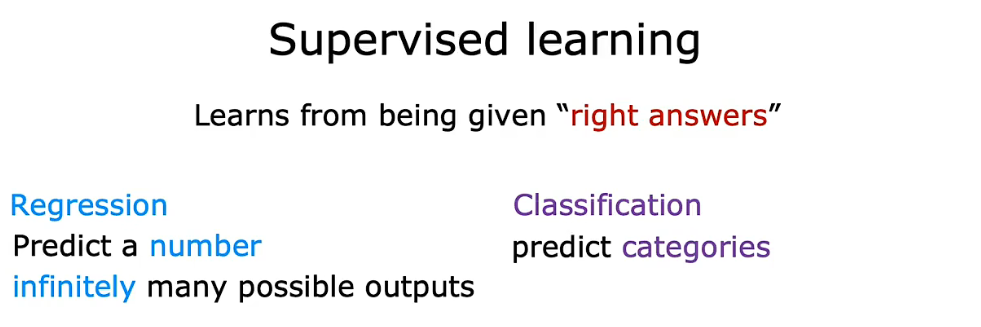 Supervised learning
Learns from being given “right answers”
Regression
Predict a number
infinitely many possible outputs
Classification
predict categories